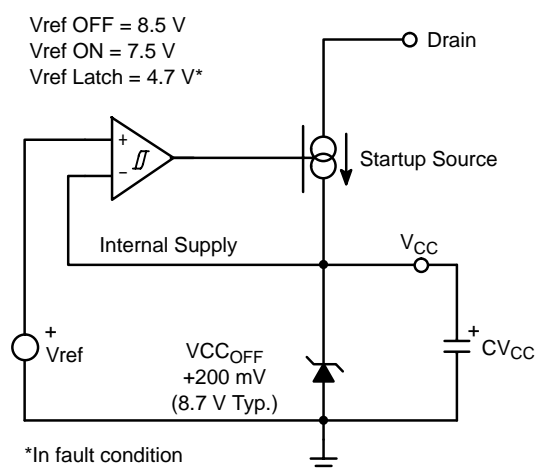 Vref OFF = 8.5 V
Vref ON = 7.5 V
Vref Latch = 4.7 V*
Drain
+
−
Startup Source
Internal Supply
VCC
+
Vref
VCCOFF
+200 mV
(8.7 V Typ.)
+
CVCC
*In fault condition